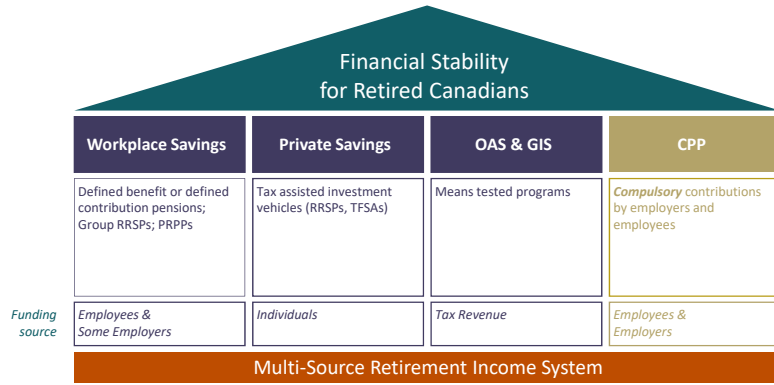 Financial Stability
for Retired Canadians
Workplace Savings
Private Savings
OAS & GIS
CPP
Defined benefit or defined
contribution pensions;
Group RRSPs; PRPPs
Tax assisted investment
vehicles (RRSPs, TFSAs)
Means tested programs
Compulsory contributions
by employers and
employees
Funding
source
Employees &
Some Employers
Individuals
Tax Revenue
Employees &
Employers
Multi-Source Retirement Income System